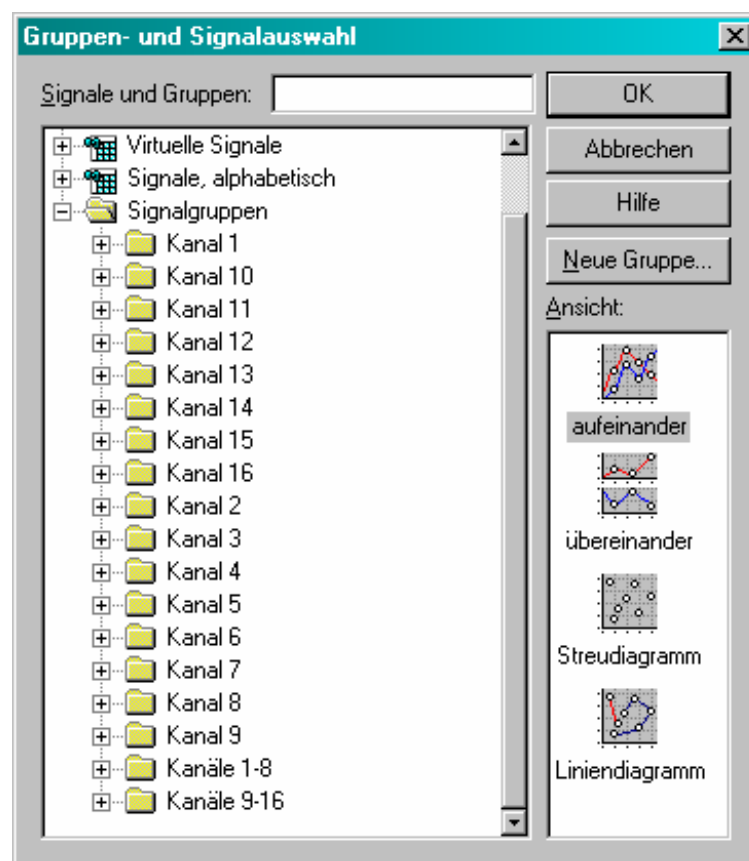 Gruppen- und Signalauswahl
Signale und Gruppen:
OK
Abbrechen
Hilfe
Neue Gruppe...
Virtuelle Signale
Signale, alphabetisch
Signalgruppen
Kanal 1
Kanal 10
Kanal 11
Kanal 12
Kanal 13
Kanal 14
Kanal 15
Kanal 16
Kanal 2
Kanal 3
Kanal 4
Kanal 5
Kanal 6
Kanal 7
Kanal 8
Kanal 9
Kanäle 1-8
Kanäle 9-16
Ansicht:
aufeinander
übereinander
Streudiagramm
Liniendiagramm